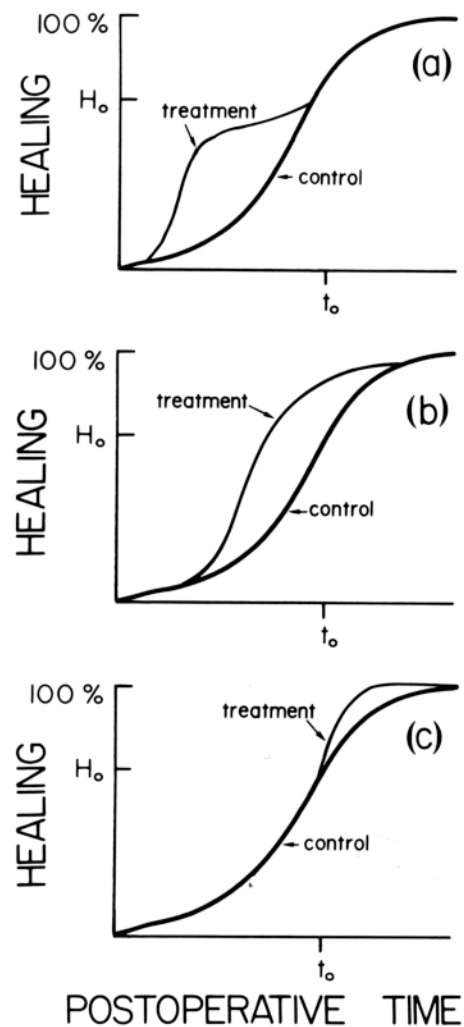 100 %
(a)
HEALING
H₀
treatment
control
t₀
100 %
(b)
HEALING
treatment
H₀
control
t₀
100 %
(c)
HEALING
treatment
H₀
control
t₀
POSTOPERATIVE TIME